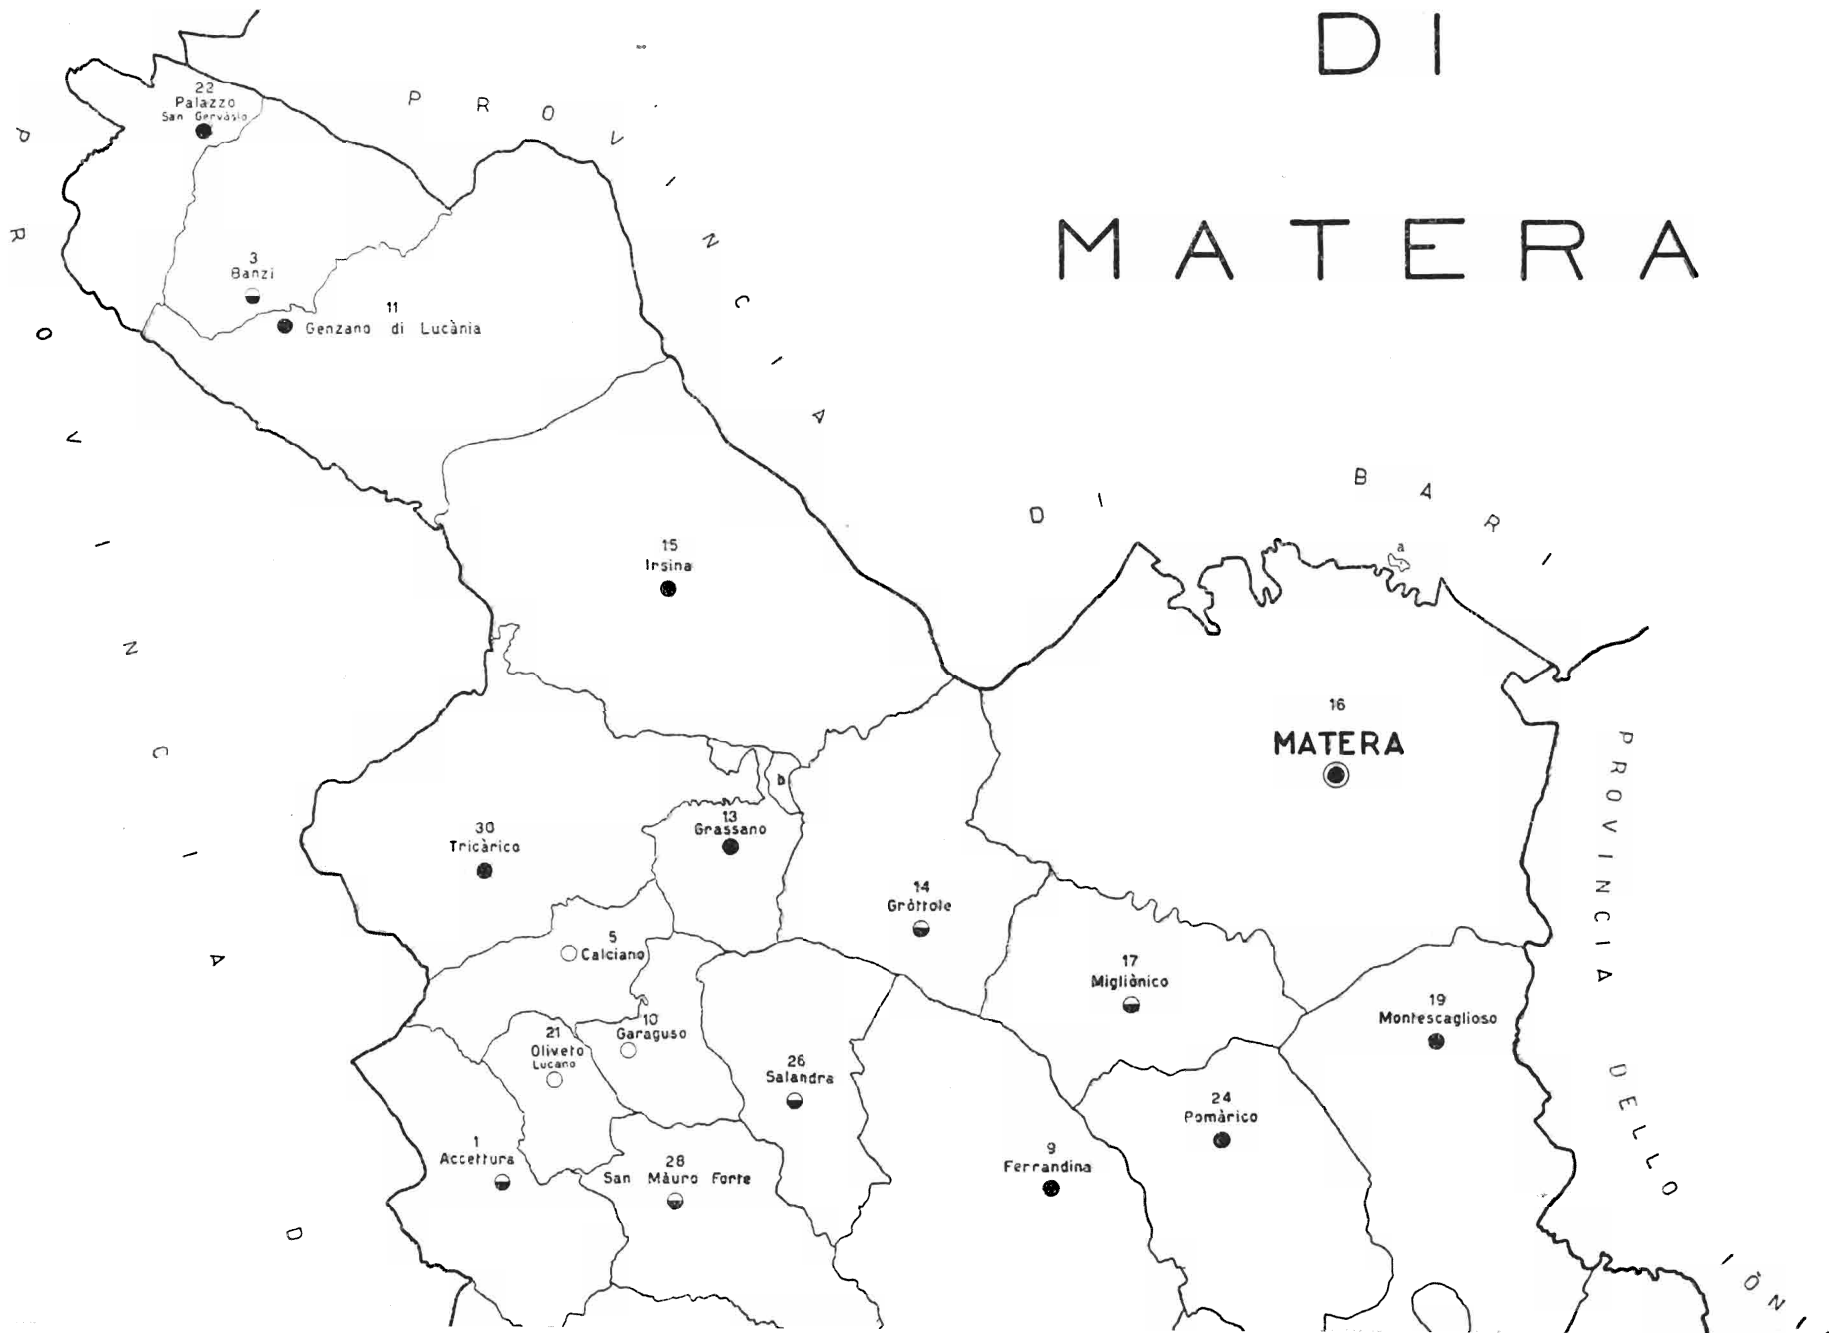 DI
MATERA
PROVINCIA DI BARI
PROVINCIA D
PROVINCIA DELLO IÒNI
22
Palazzo
San Gervàsio
3
Banzi
11
Genzano di Lucània
15
Irsina
a
16
MATERA
b
13
Grassano
30
Tricàrico
14
Gròttole
5
Calciano
17
Migliònico
19
Montescaglioso
10
Garaguso
21
Oliveto
Lucano
26
Salandra
24
Pomàrico
1
Accettura
28
San Màuro Forte
9
Ferrandina